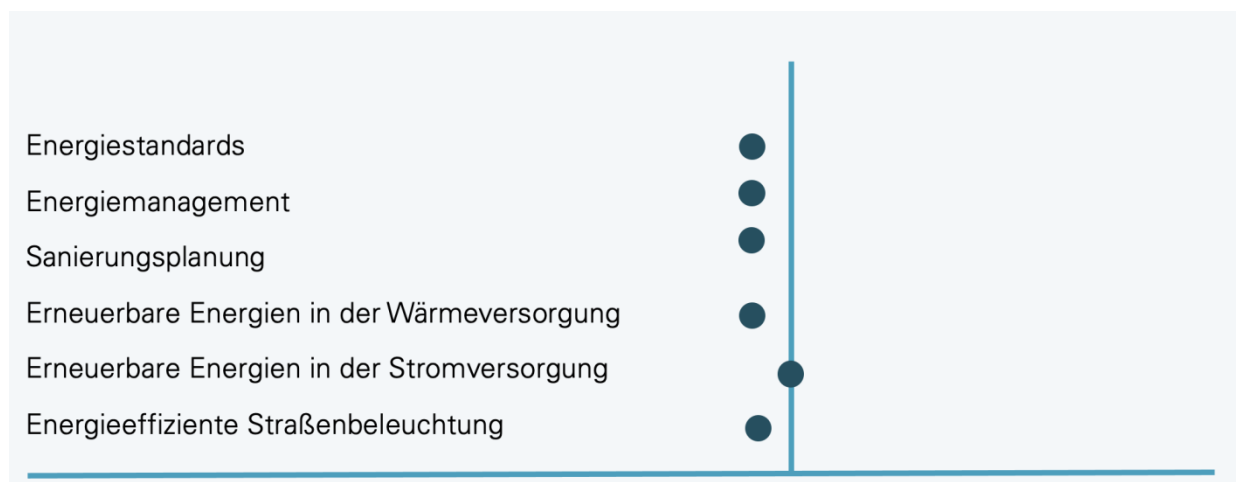 Energiestandards
Energiemanagement
Sanierungsplanung
Erneuerbare Energien in der Wärmeversorgung
Erneuerbare Energien in der Stromversorgung
Energieeffiziente Straßenbeleuchtung